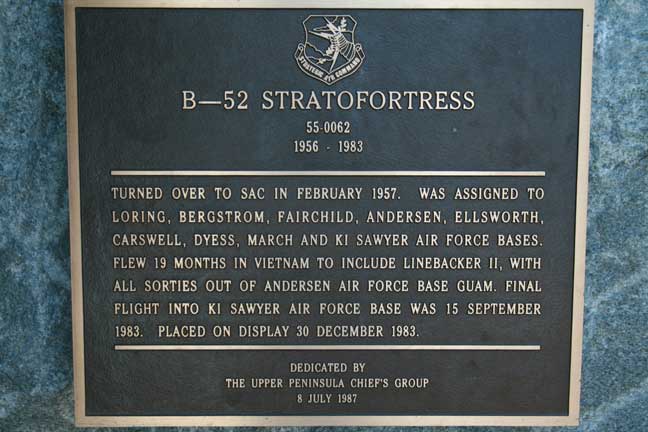 STRATEGIC AIR COMMAND
B—52 STRATOFORTRESS
55-0062
1956 - 1983
TURNED OVER TO SAC IN FEBRUARY 1957. WAS ASSIGNED TO
LORING, BERGSTROM, FAIRCHILD, ANDERSEN, ELLSWORTH,
CARSWELL, DYESS, MARCH AND KI SAWYER AIR FORCE BASES.
FLEW 19 MONTHS IN VIETNAM TO INCLUDE LINEBACKER II, WITH
ALL SORTIES OUT OF ANDERSEN AIR FORCE BASE GUAM. FINAL
FLIGHT INTO KI SAWYER AIR FORCE BASE WAS 15 SEPTEMBER
1983. PLACED ON DISPLAY 30 DECEMBER 1983.
DEDICATED BY
THE UPPER PENINSULA CHIEF'S GROUP
8 JULY 1987